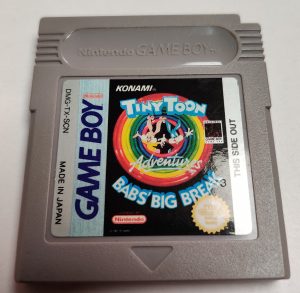 Nintendo GAME BOY
KONAMI
TINY TOON
Adventures
BABS' BIG BREAK
Nintendo
GAME BOY
DMG-TX-SCN
MADE IN JAPAN
THIS SIDE OUT